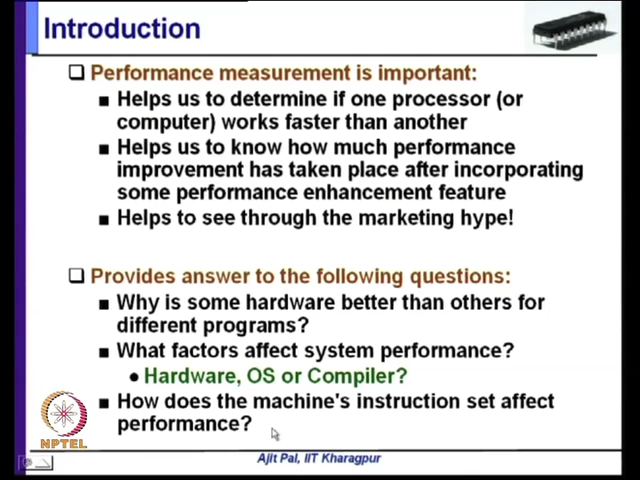 Introduction
Performance measurement is important:
Helps us to determine if one processor (or
computer) works faster than another
Helps us to know how much performance
improvement has taken place after incorporating
some performance enhancement feature
Helps to see through the marketing hype!
Provides answer to the following questions:
Why is some hardware better than others for
different programs?
What factors affect system performance?
Hardware, OS or Compiler?
How does the machine's instruction set affect
performance?
NPTEL
Ajit Pal, IIT Kharagpur